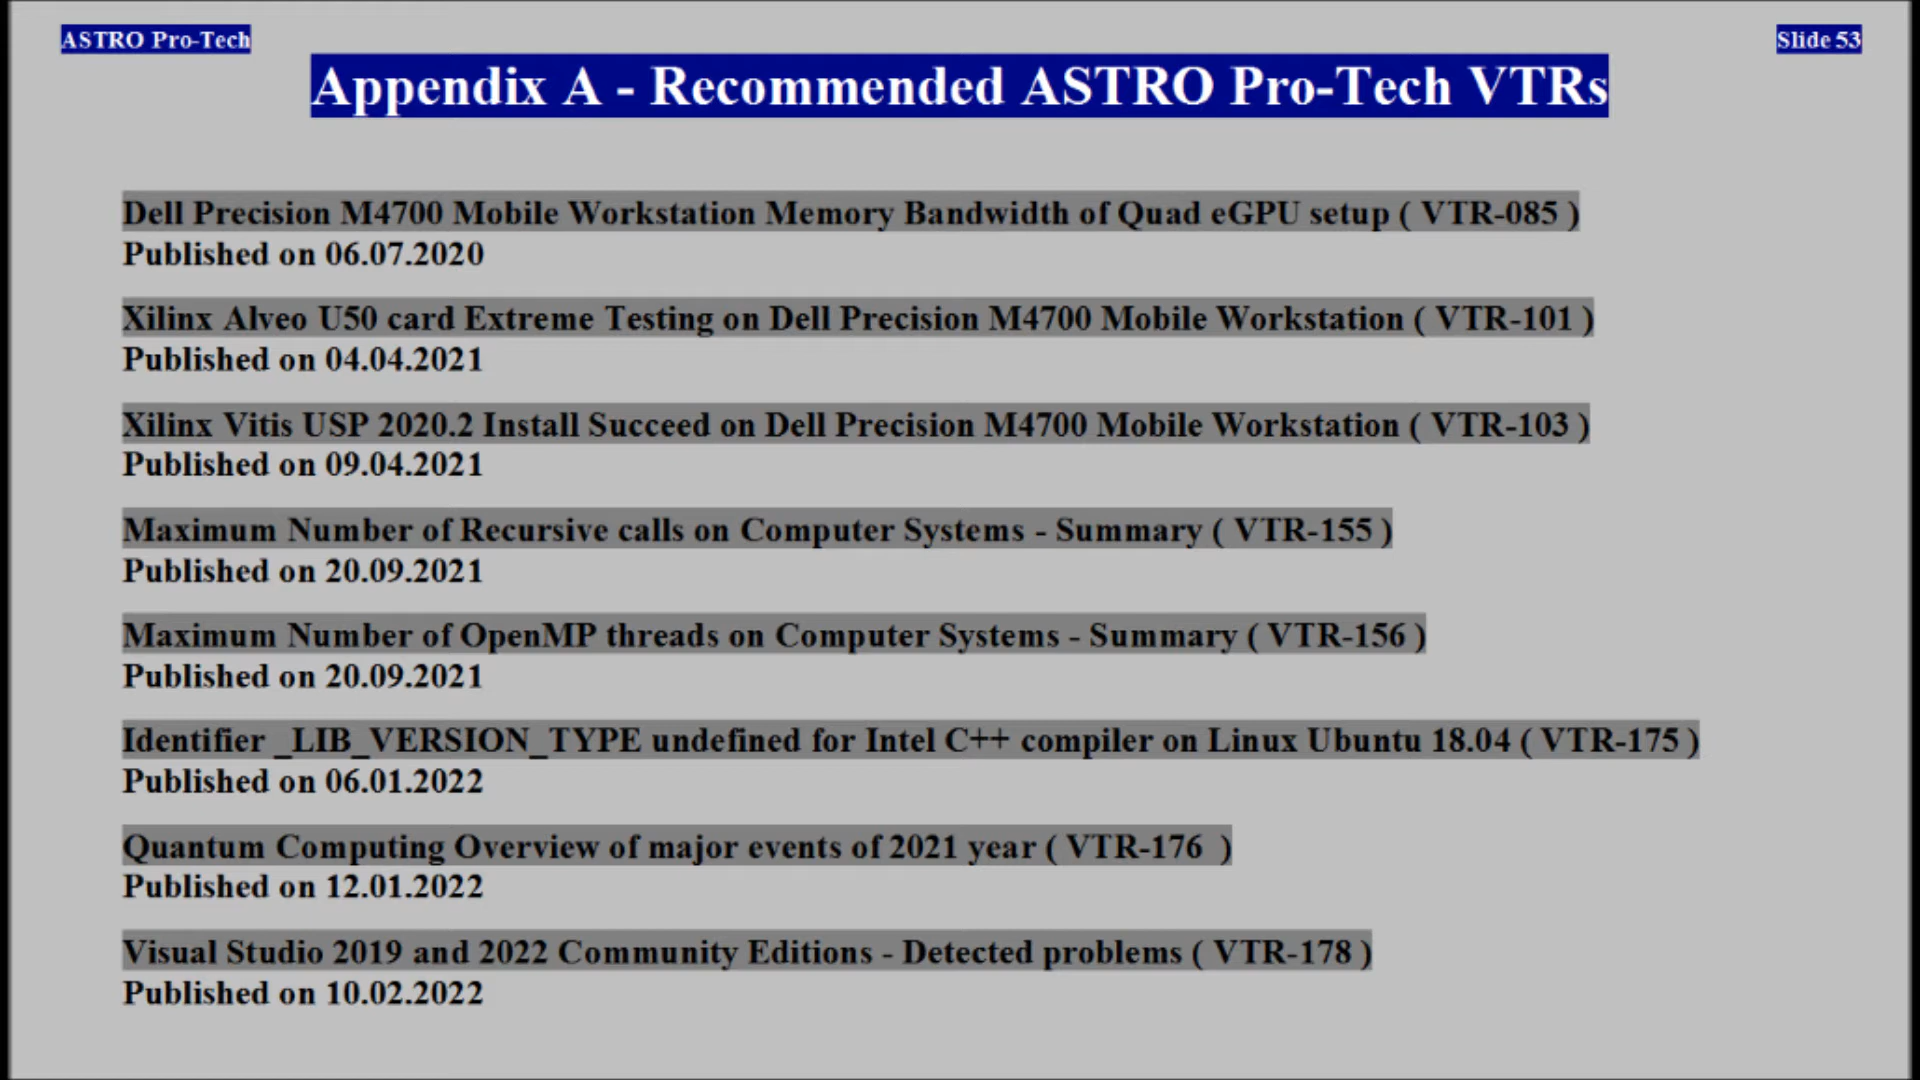 ASTRO Pro-Tech
Slide 53
Appendix A - Recommended ASTRO Pro-Tech VTRs
Dell Precision M4700 Mobile Workstation Memory Bandwidth of Quad eGPU setup ( VTR-085 )
Published on 06.07.2020
Xilinx Alveo U50 card Extreme Testing on Dell Precision M4700 Mobile Workstation ( VTR-101 )
Published on 04.04.2021
Xilinx Vitis USP 2020.2 Install Succeed on Dell Precision M4700 Mobile Workstation ( VTR-103 )
Published on 09.04.2021
Maximum Number of Recursive calls on Computer Systems - Summary ( VTR-155 )
Published on 20.09.2021
Maximum Number of OpenMP threads on Computer Systems - Summary ( VTR-156 )
Published on 20.09.2021
Identifier _LIB_VERSION_TYPE undefined for Intel C++ compiler on Linux Ubuntu 18.04 ( VTR-175 )
Published on 06.01.2022
Quantum Computing Overview of major events of 2021 year ( VTR-176  )
Published on 12.01.2022
Visual Studio 2019 and 2022 Community Editions - Detected problems ( VTR-178 )
Published on 10.02.2022